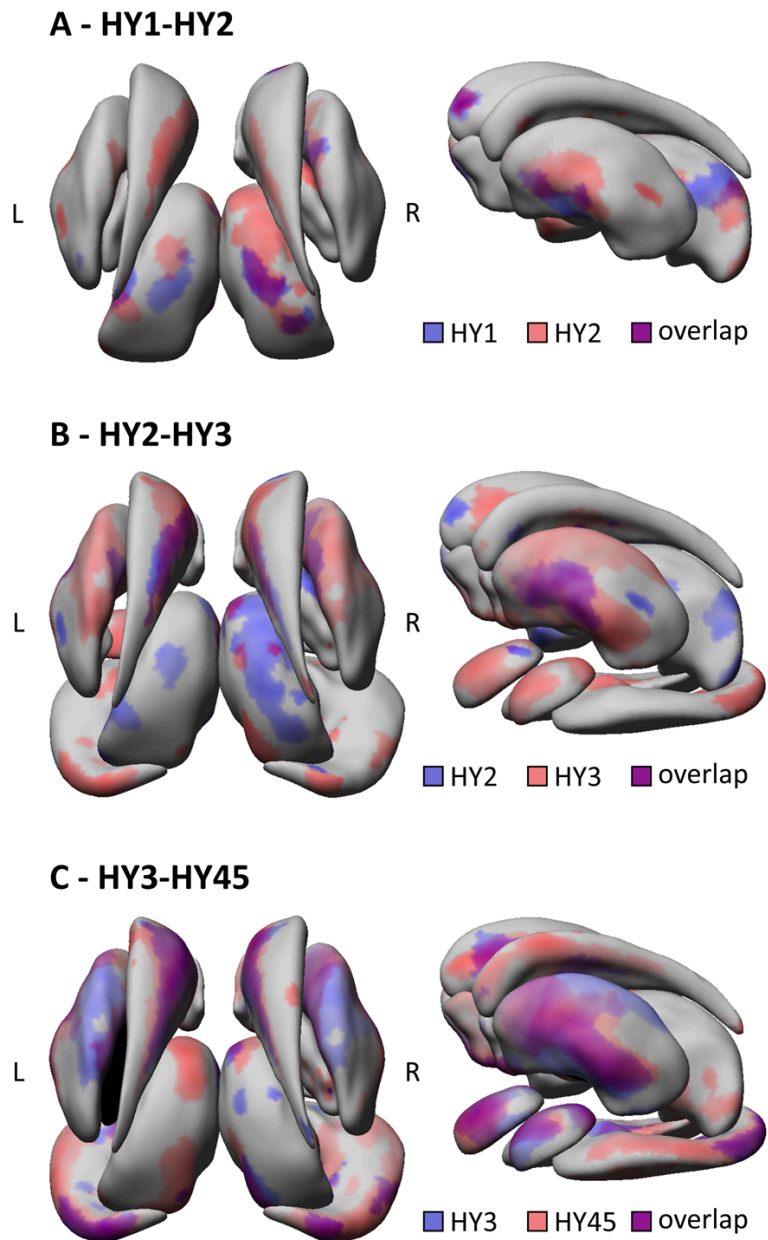 A - HY1-HY2
L R
HY1 HY2 overlap
B - HY2-HY3
L R
HY2 HY3 overlap
C - HY3-HY45
L R
HY3 HY45 overlap